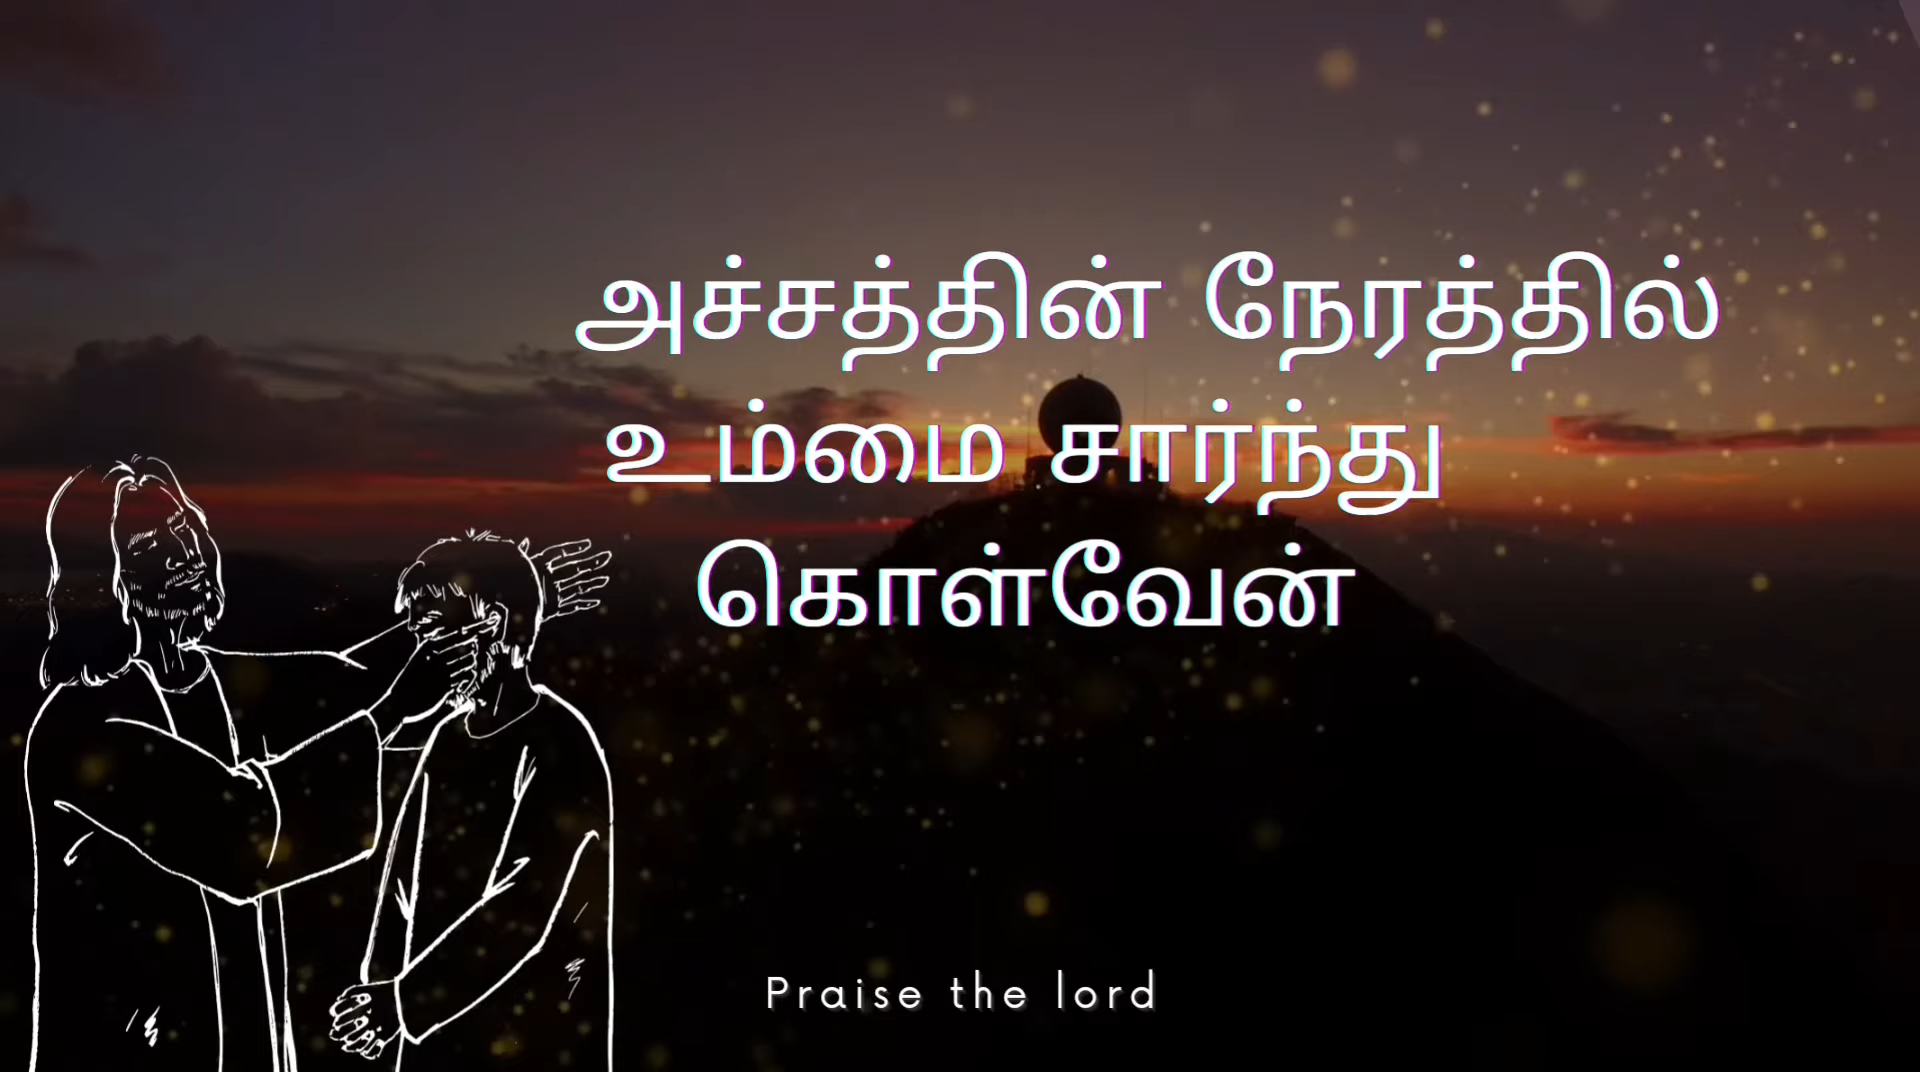 அச்சத்தின் நேரத்தில்
உம்மை சார்ந்து
கொள்வேன்
Praise the lord